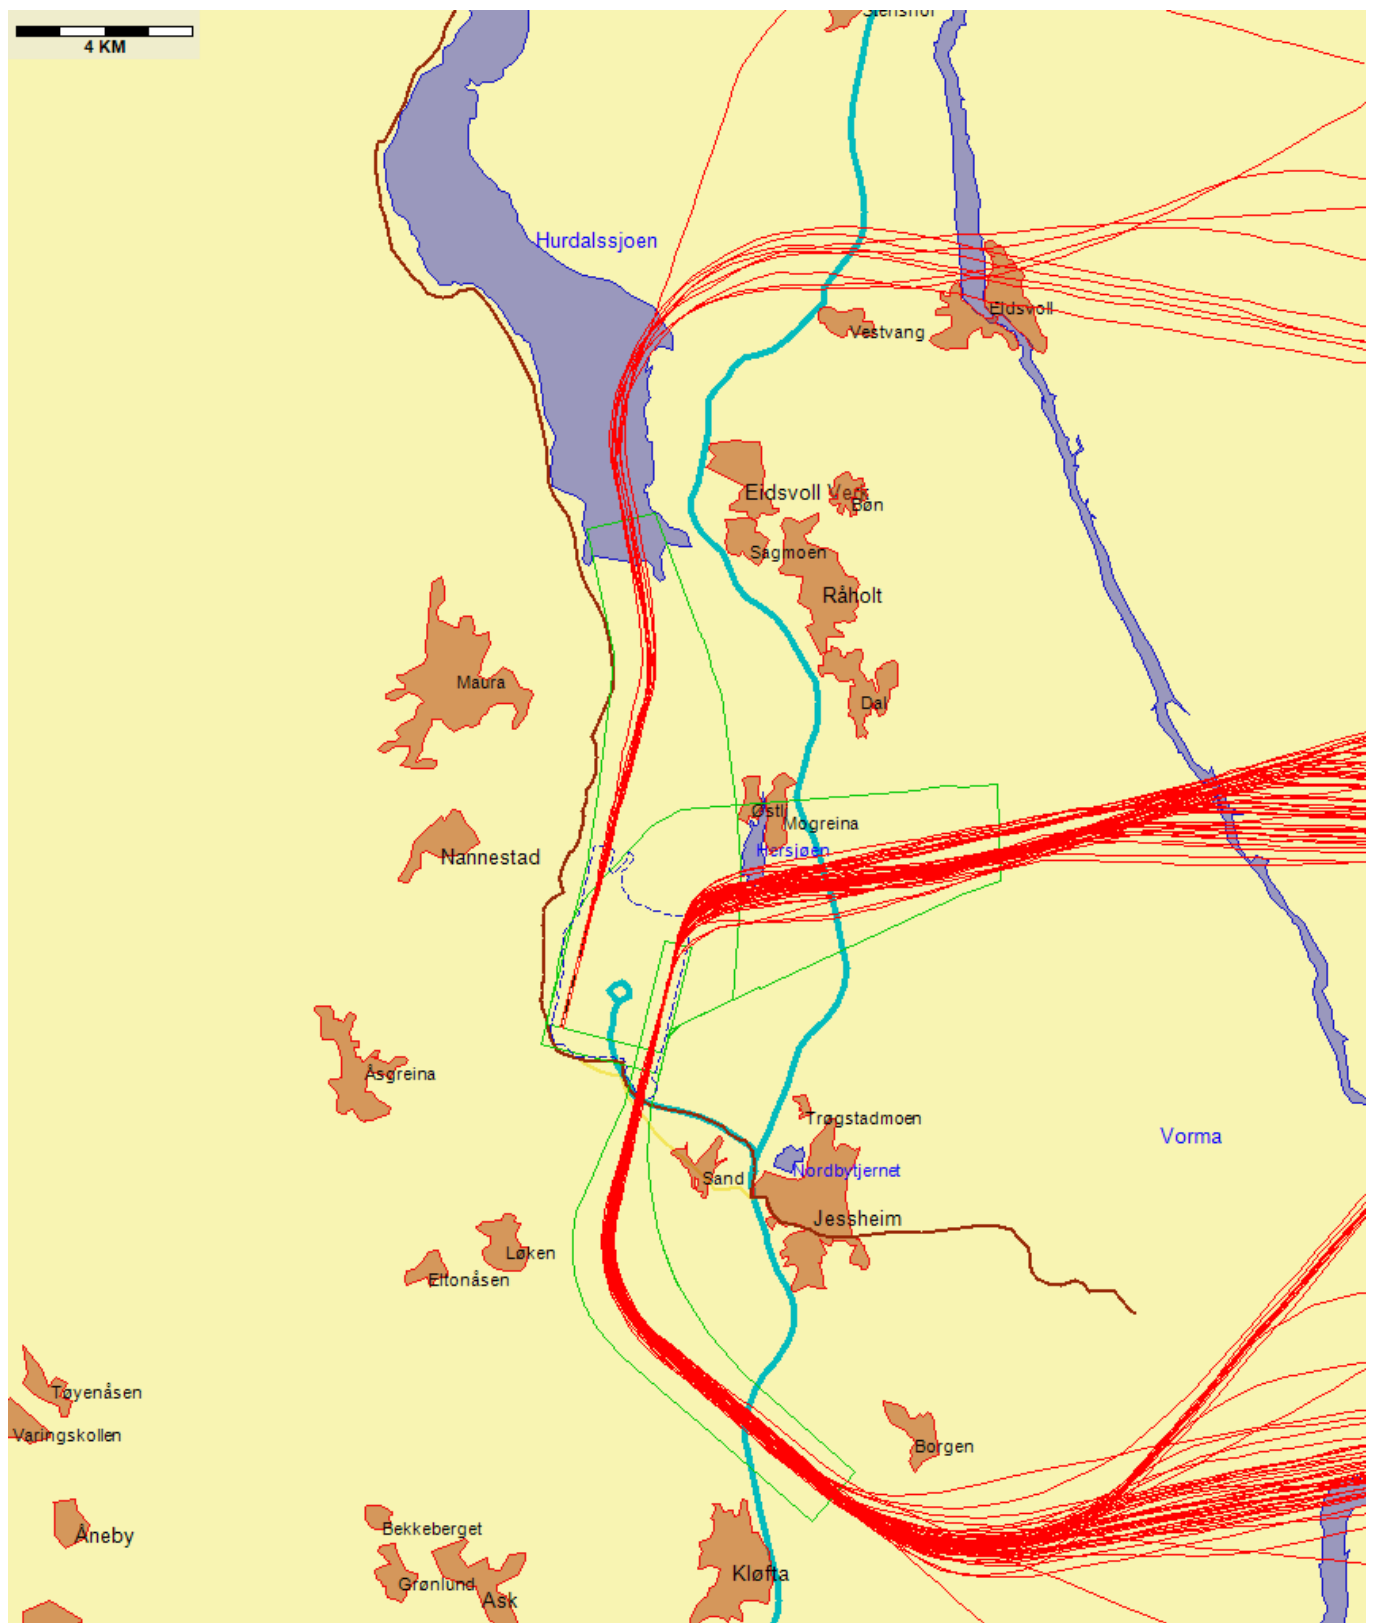 Stenshof
4 KM
Hurdalssjoen
Eidsvoll
Vestvang
Eidsvoll Verk
Bøn
Sagmoen
Råholt
Maura
Dal
Østli
Mogreina
Hersjøen
Nannestad
Åsgreina
Trøgstadmoen
Vorma
Nordbytjernet
Sand
Jessheim
Løken
Eltonåsen
Tøyenåsen
Varingskollen
Borgen
Åneby
Bekkeberget
Kløfta
Grønlund
Ask